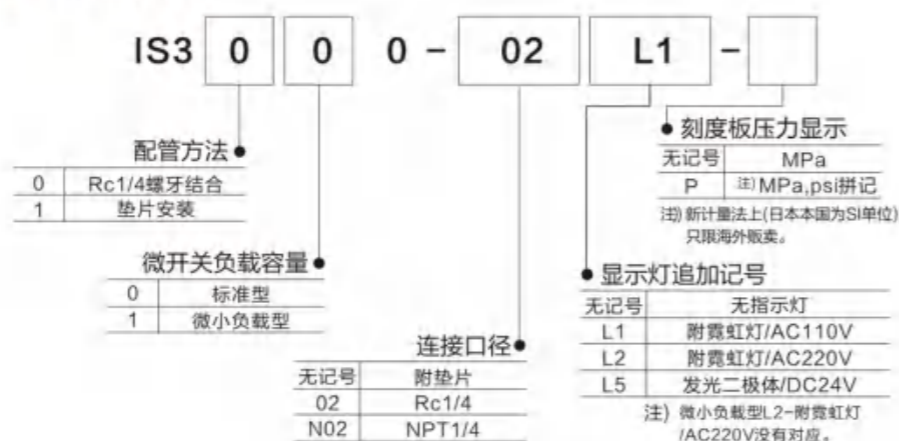 IS3 0 0 0 - 02 L1 -
配管方法
0 Rc1/4螺牙结合
1 垫片安装
微开关负载容量
0 标准型
1 微小负载型
连接口径
无记号 附垫片
02 Rc1/4
N02 NPT1/4
刻度板压力显示
无记号 MPa
P 注)MPa,psi拼记
注)新计量法上(日本本国为SI单位)
只限海外贩卖。
显示灯追加记号
无记号 无指示灯
L1 附霓虹灯/AC110V
L2 附霓虹灯/AC220V
L5 发光二极体/DC24V
注) 微小负载型L2-附霓虹灯
/AC220V没有对应。